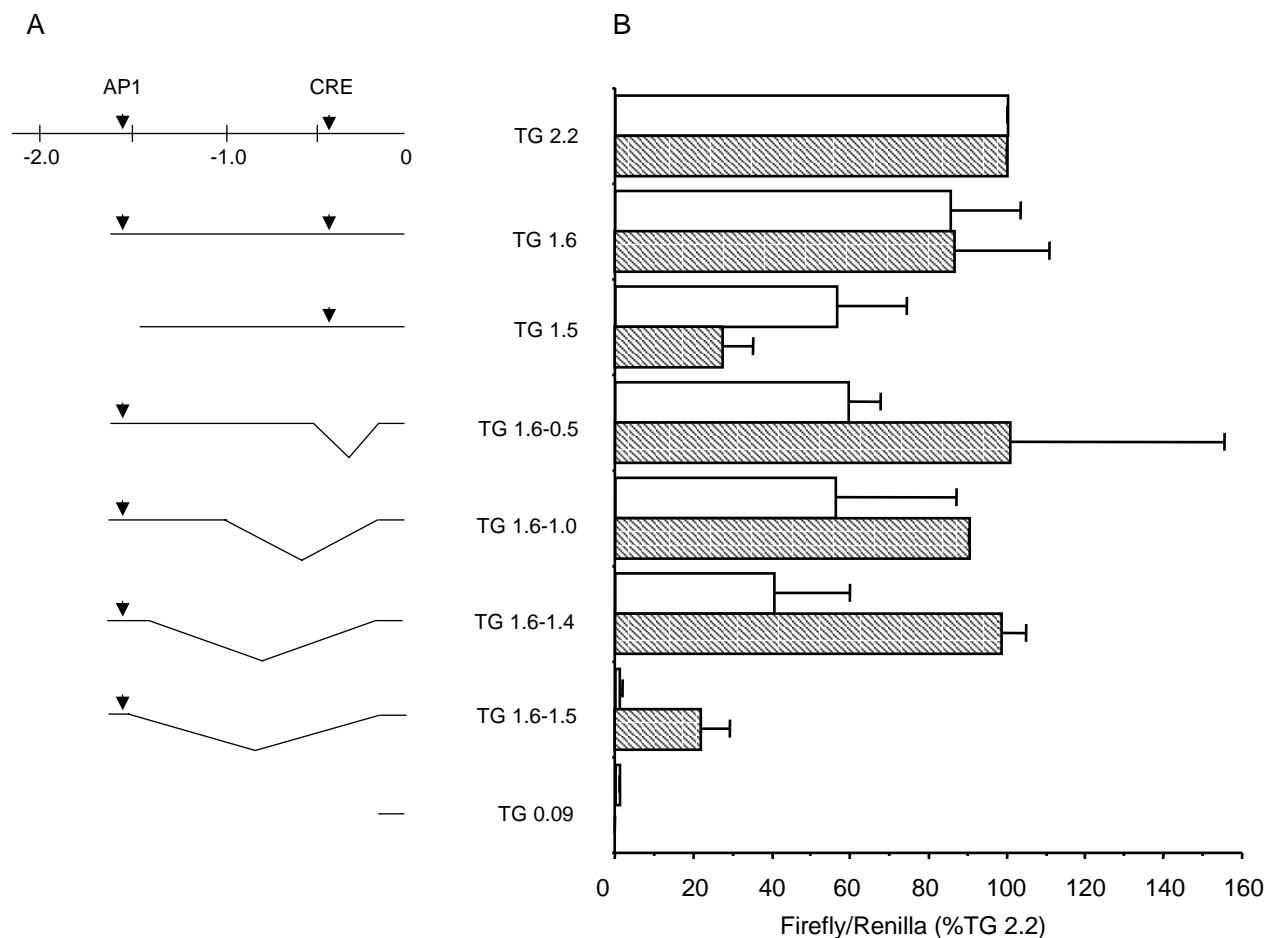 A
B
AP1
CRE
-2.0
-1.0
0
TG 2.2
TG 1.6
TG 1.5
TG 1.6-0.5
TG 1.6-1.0
TG 1.6-1.4
TG 1.6-1.5
TG 0.09
0 20 40 60 80 100 120 140 160
Firefly/Renilla (%TG 2.2)